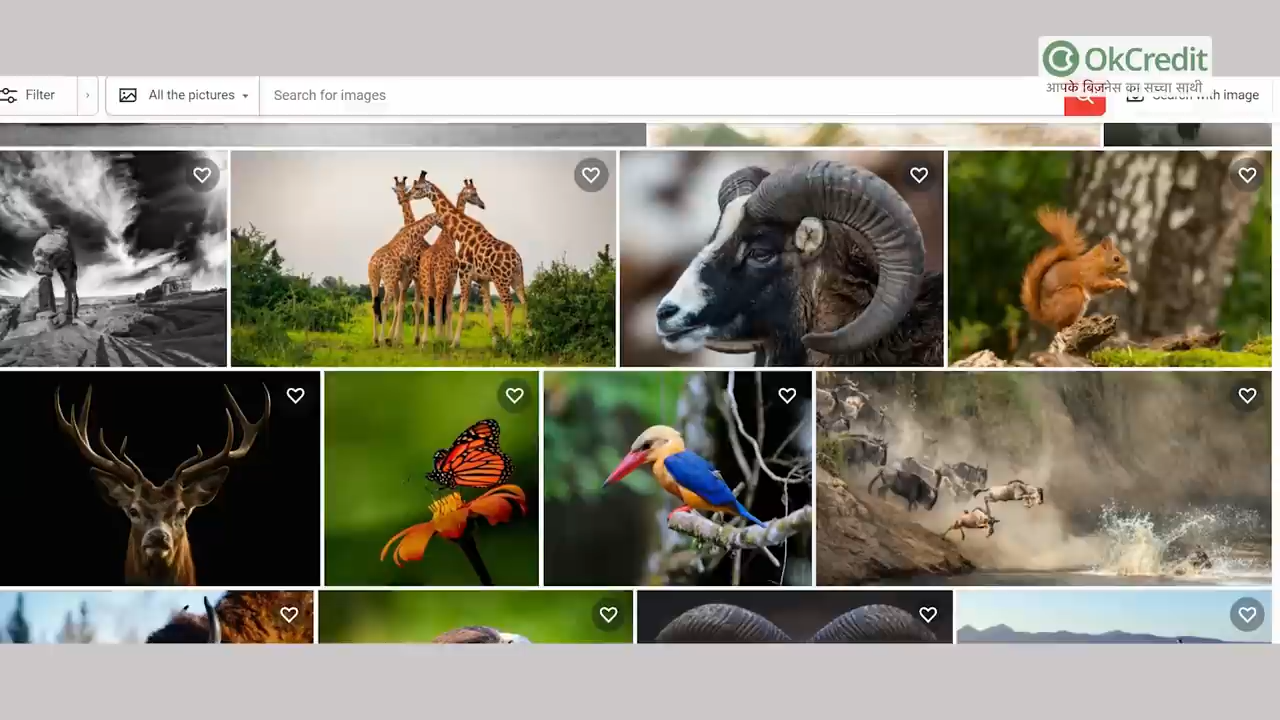 OkCredit
आपके बिज़नेस का सच्चा साथी
Filter
All the pictures
Search for images
Search with image